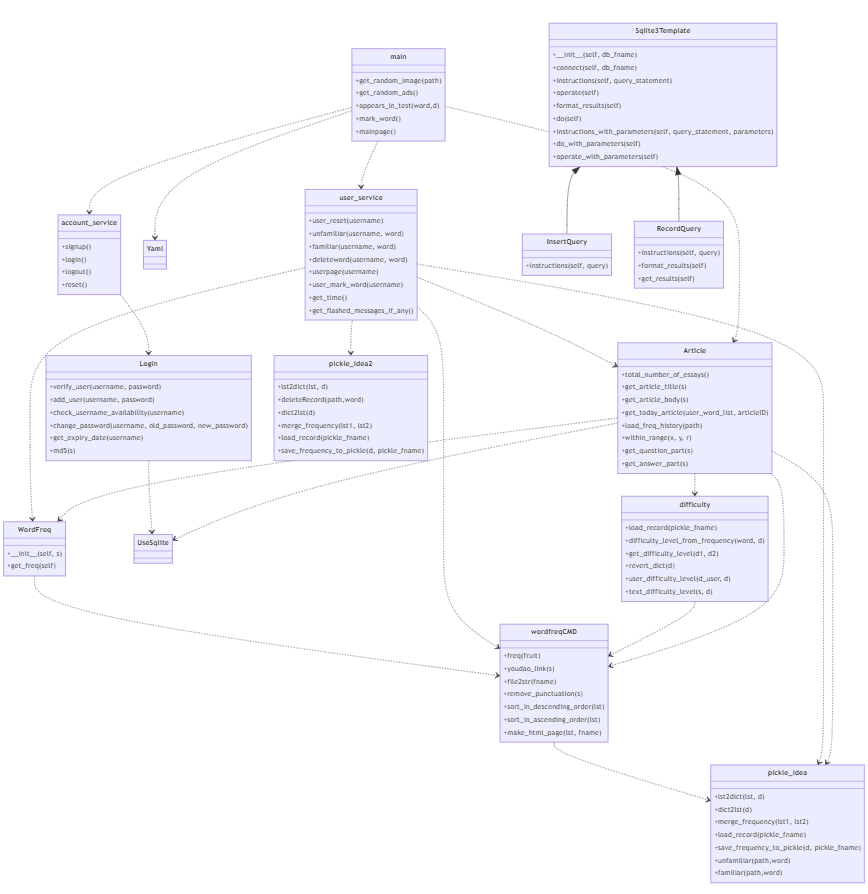 Sqlite3Template
+__init__(self, db_fname)
+connect(self, db_fname)
+instructions(self, query_statement)
+operate(self)
+format_results(self)
+do(self)
+instructions_with_parameters(self, query_statement, parameters)
+do_with_parameters(self)
+operate_with_parameters(self)
main
+get_random_image(path)
+get_random_ads()
+appears_in_test(word,d)
+mark_word()
+mainpage()
user_service
+user_reset(username)
+unfamiliar(username, word)
+familiar(username, word)
+deleteword(username, word)
+userpage(username)
+user_mark_word(username)
+get_time()
+get_flashed_messages_if_any()
account_service
+signup()
+login()
+logout()
+reset()
Yaml
InsertQuery
+instructions(self, query)
RecordQuery
+instructions(self, query)
+format_results(self)
+get_results(self)
Login
+verify_user(username, password)
+add_user(username, password)
+check_username_availability(username)
+change_password(username, old_password, new_password)
+get_expiry_date(username)
+md5(s)
pickle_idea2
+lst2dict(lst, d)
+deleteRecord(path,word)
+dict2lst(d)
+merge_frequency(lst1, lst2)
+load_record(pickle_fname)
+save_frequency_to_pickle(d, pickle_fname)
Article
+total_number_of_essays()
+get_article_title(s)
+get_article_body(s)
+get_today_article(user_word_list, articleID)
+load_freq_history(path)
+within_range(x, y, r)
+get_question_part(s)
+get_answer_part(s)
WordFreq
+__init__(self, s)
+get_freq(self)
UseSqlite
difficulty
+load_record(pickle_fname)
+difficulty_level_from_frequency(word, d)
+get_difficulty_level(d1, d2)
+revert_dict(d)
+user_difficulty_level(d_user, d)
+text_difficulty_level(s, d)
wordfreqCMD
+freq(fruit)
+youdao_link(s)
+file2str(fname)
+remove_punctuation(s)
+sort_in_descending_order(lst)
+sort_in_ascending_order(lst)
+make_html_page(lst, fname)
pickle_idea
+lst2dict(lst, d)
+dict2lst(d)
+merge_frequency(lst1, lst2)
+load_record(pickle_fname)
+save_frequency_to_pickle(d, pickle_fname)
+unfamiliar(path,word)
+familiar(path,word)